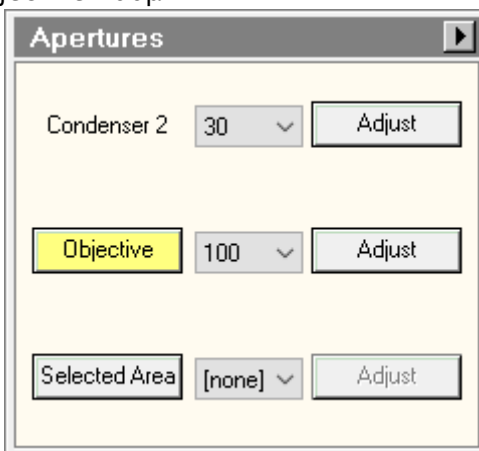 Apertures
Condenser 2 30 Adjust
Objective 100 Adjust
Selected Area [none] Adjust